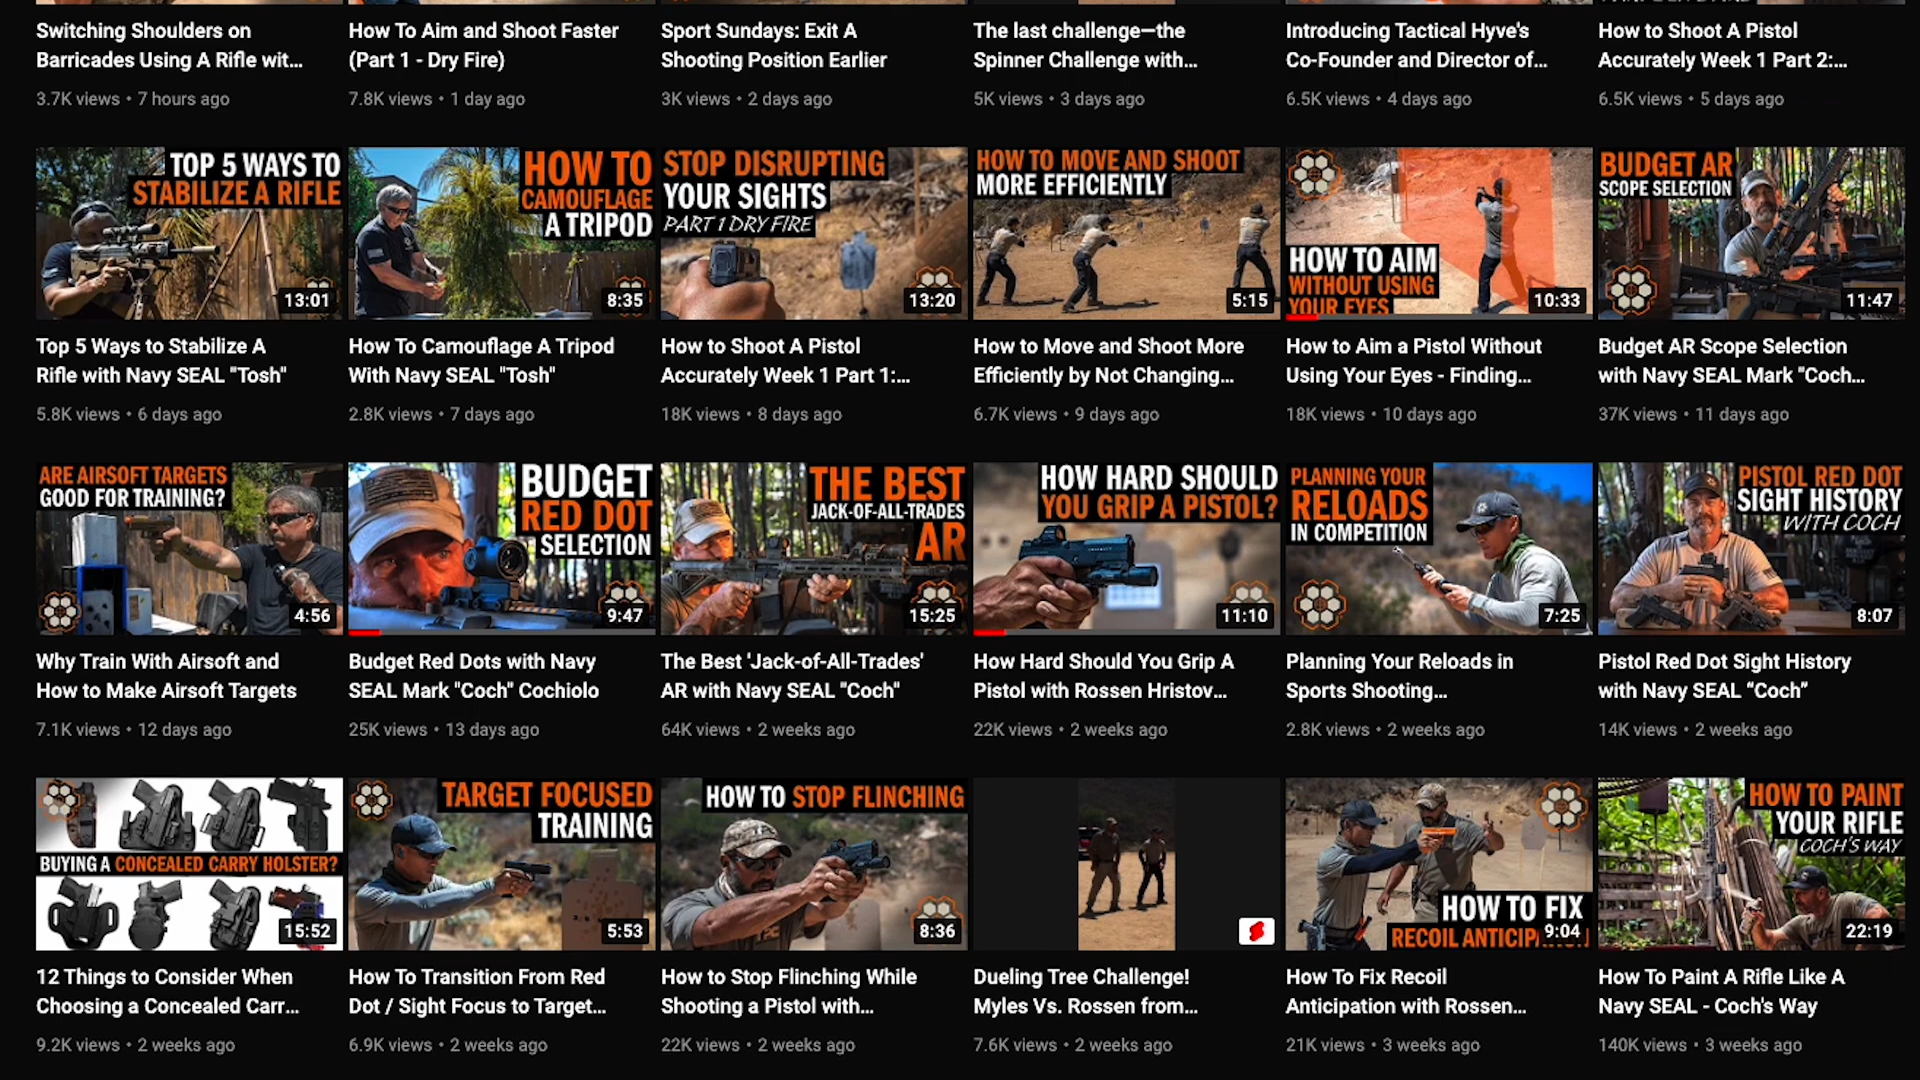 Switching Shoulders on
Barricades Using A Rifle wit...
3.7K views • 7 hours ago
How To Aim and Shoot Faster
(Part 1 - Dry Fire)
7.8K views • 1 day ago
Sport Sundays: Exit A
Shooting Position Earlier
3K views • 2 days ago
The last challenge—the
Spinner Challenge with...
5K views • 3 days ago
Introducing Tactical Hyve's
Co-Founder and Director of...
6.5K views • 4 days ago
How to Shoot A Pistol
Accurately Week 1 Part 2:...
6.5K views • 5 days ago
TOP 5 WAYS TO
STABILIZE A RIFLE
13:01
Top 5 Ways to Stabilize A
Rifle with Navy SEAL "Tosh"
5.8K views • 6 days ago
HOW TO
CAMOUFLAGE
A TRIPOD
8:35
How To Camouflage A Tripod
With Navy SEAL "Tosh"
2.8K views • 7 days ago
STOP DISRUPTING
YOUR SIGHTS
PART 1 DRY FIRE
13:20
How to Shoot A Pistol
Accurately Week 1 Part 1:...
18K views • 8 days ago
HOW TO MOVE AND SHOOT
MORE EFFICIENTLY
5:15
How to Move and Shoot More
Efficiently by Not Changing...
6.7K views • 9 days ago
HOW TO AIM
WITHOUT USING
YOUR EYES
10:33
How to Aim a Pistol Without
Using Your Eyes - Finding...
18K views • 10 days ago
BUDGET AR
SCOPE SELECTION
11:47
Budget AR Scope Selection
with Navy SEAL Mark "Coch...
37K views • 11 days ago
ARE AIRSOFT TARGETS
GOOD FOR TRAINING?
4:56
Why Train With Airsoft and
How to Make Airsoft Targets
7.1K views • 12 days ago
BUDGET
RED DOT
SELECTION
9:47
Budget Red Dots with Navy
SEAL Mark "Coch" Cochiolo
25K views • 13 days ago
THE BEST
JACK-OF-ALL-TRADES
AR
15:25
The Best 'Jack-of-All-Trades'
AR with Navy SEAL "Coch"
64K views • 2 weeks ago
HOW HARD SHOULD
YOU GRIP A PISTOL?
11:10
How Hard Should You Grip A
Pistol with Rossen Hristov...
22K views • 2 weeks ago
PLANNING YOUR
RELOADS
IN COMPETITION
7:25
Planning Your Reloads in
Sports Shooting...
2.8K views • 2 weeks ago
PISTOL RED DOT
SIGHT HISTORY
WITH COCH
8:07
Pistol Red Dot Sight History
with Navy SEAL “Coch”
14K views • 2 weeks ago
BUYING A CONCEALED CARRY HOLSTER?
15:52
12 Things to Consider When
Choosing a Concealed Carr...
9.2K views • 2 weeks ago
TARGET FOCUSED
TRAINING
5:53
How To Transition From Red
Dot / Sight Focus to Target...
6.9K views • 2 weeks ago
HOW TO STOP FLINCHING
8:36
How to Stop Flinching While
Shooting a Pistol with...
22K views • 2 weeks ago
Dueling Tree Challenge!
Myles Vs. Rossen from...
7.6K views • 2 weeks ago
HOW TO FIX
RECOIL ANTICIP
9:04
How To Fix Recoil
Anticipation with Rossen...
21K views • 3 weeks ago
HOW TO PAINT
YOUR RIFLE
COCH'S WAY
22:19
How To Paint A Rifle Like A
Navy SEAL - Coch's Way
140K views • 3 weeks ago